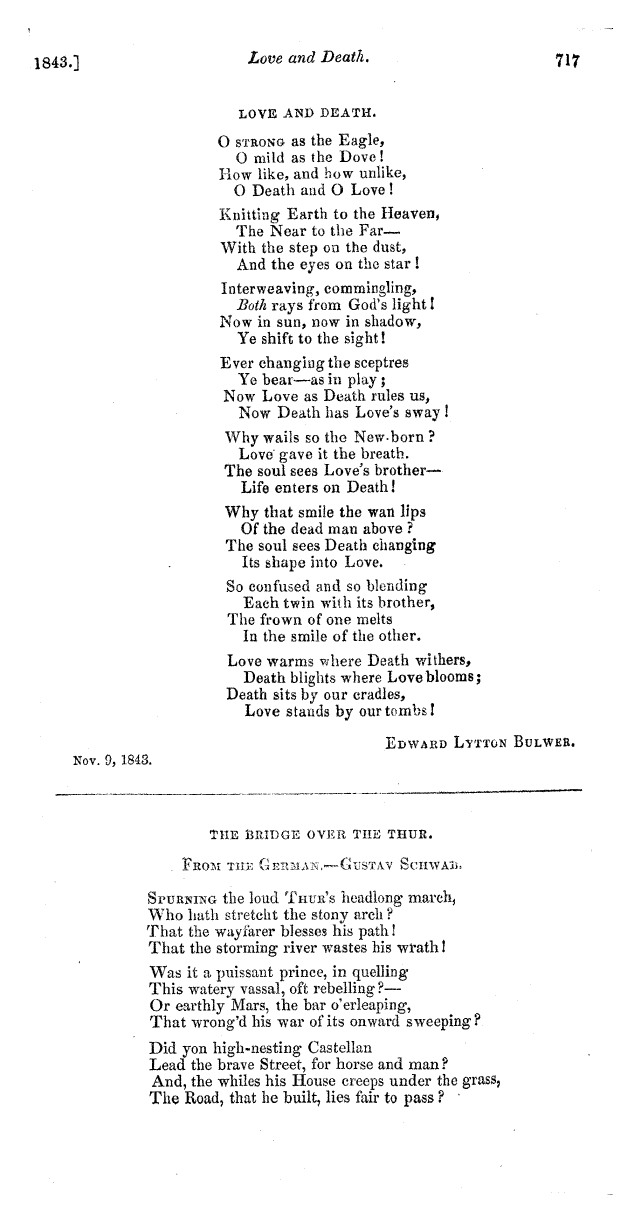 1843.] Love and Death. 717
LOVE AND DEATH.
O STRONG as the Eagle,
O mild as the Dove!
How like, and how unlike,
O Death and O Love!
Knitting Earth to the Heaven,
The Near to the Far—
With the step on the dust,
And the eyes on the star!
Interweaving, commingling,
Both rays from God's light!
Now in sun, now in shadow,
Ye shift to the sight!
Ever changing the sceptres
Ye bear—as in play;
Now Love as Death rules us,
Now Death has Love's sway!
Why wails so the New-born?
Love gave it the breath.
The soul sees Love's brother—
Life enters on Death!
Why that smile the wan lips
Of the dead man above?
The soul sees Death changing
Its shape into Love.
So confused and so blending
Each twin with its brother,
The frown of one melts
In the smile of the other.
Love warms where Death withers,
Death blights where Love blooms;
Death sits by our cradles,
Love stands by our tombs!
EDWARD LYTTON BULWER.
Nov. 9, 1843.
THE BRIDGE OVER THE THUR.
FROM THE GERMAN.—GUSTAV SCHWAB.
SPURNING the loud THUR's headlong march,
Who hath stretcht the stony arch?
That the wayfarer blesses his path!
That the storming river wastes his wrath!
Was it a puissant prince, in quelling
This watery vassal, oft rebelling?—
Or earthly Mars, the bar o'erleaping,
That wrong'd his war of its onward sweeping?
Did yon high-nesting Castellan
Lead the brave Street, for horse and man?
And, the whiles his House creeps under the grass,
The Road, that he built, lies fair to pass?